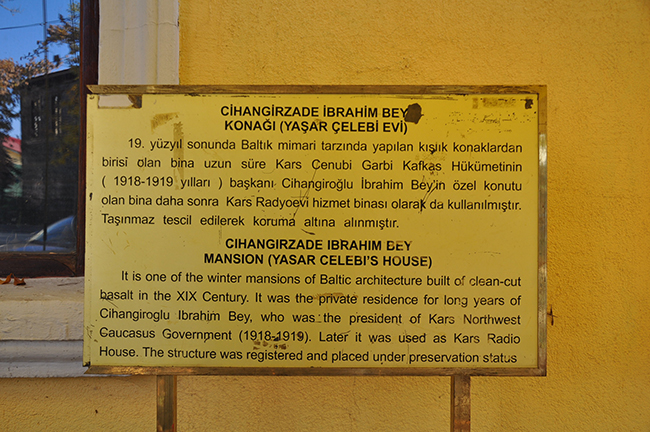 CİHANGİRZADE İBRAHİM BEY
KONAĞI (YAŞAR ÇELEBİ EVİ)
19. yüzyıl sonunda Baltık mimari tarzında yapılan kışlık konaklardan
birisi olan bina uzun süre Kars Cenubi Garbi Kafkas Hükümetinin
( 1918-1919 yılları ) başkanı Cihangiroğlu İbrahim Bey'in özel konutu
olan bina daha sonra Kars Radyoevi hizmet binası olarak da kullanılmıştır.
Taşınmaz tescil edilerek koruma altına alınmıştır.
CIHANGIRZADE IBRAHIM BEY
MANSION (YASAR CELEBI'S HOUSE)
It is one of the winter mansions of Baltic architecture built of clean-cut
basalt in the XIX Century. It was the private residence for long years of
Cihangiroglu Ibrahim Bey, who was the president of Kars Northwest
Caucasus Government (1918-1919). Later it was used as Kars Radio
House. The structure was registered and placed under preservation status